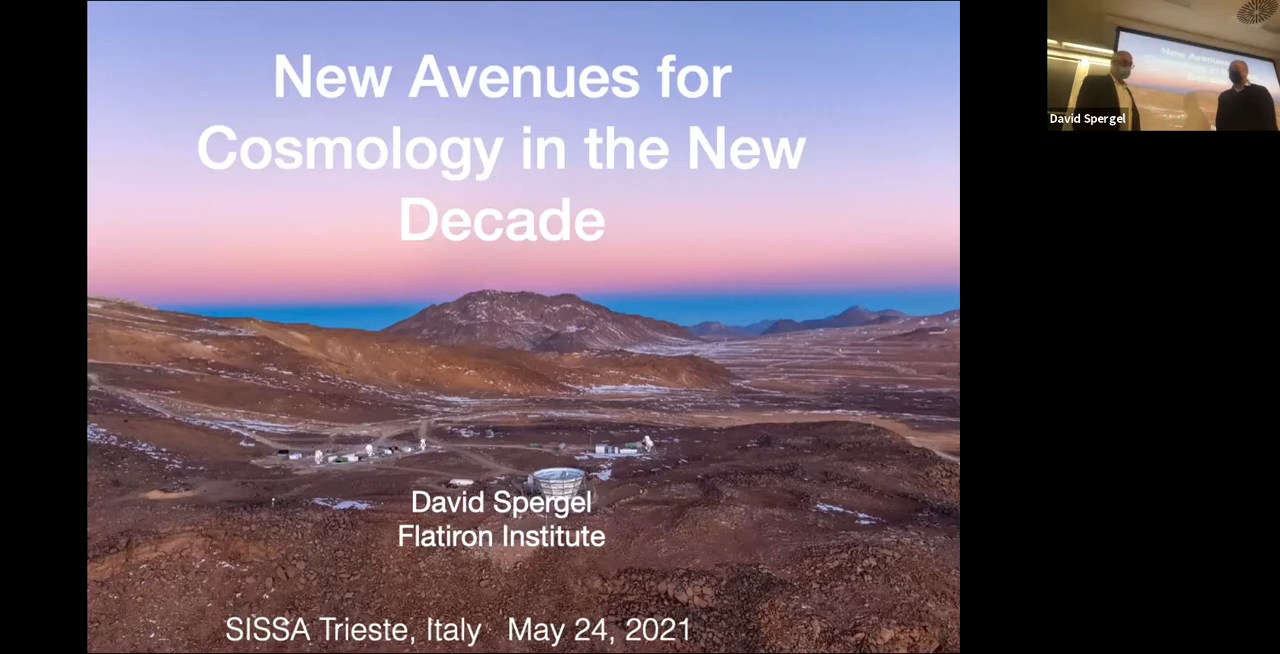 New Avenues for
Cosmology in the New
Decade
David Spergel
Flatiron Institute
SISSA Trieste, Italy May 24, 2021
David Spergel